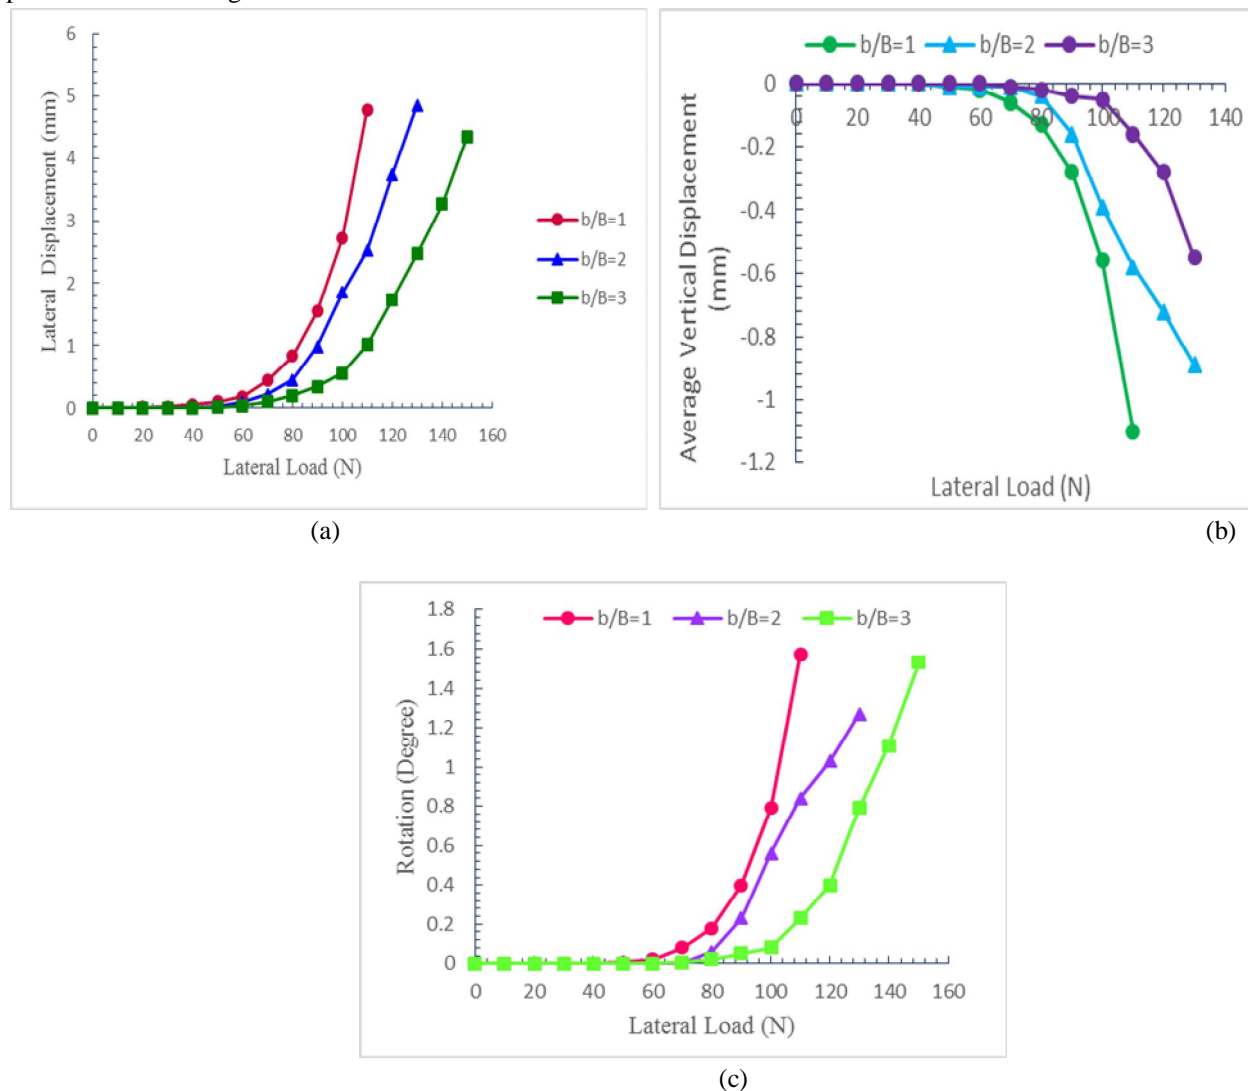 6
5
4
3
2
1
0
0 20 40 60 80 100 120 140 160
Lateral Displacement (mm)
Lateral Load (N)
b/B=1
b/B=2
b/B=3
(a)
b/B=1 b/B=2 b/B=3
0
-0.2
-0.4
-0.6
-0.8
-1
-1.2
0 20 40 60 80 100 120 140
Average Vertical Displacement
(mm)
Lateral Load (N)
(b)
b/B=1 b/B=2 b/B=3
1.8
1.6
1.4
1.2
1
0.8
0.6
0.4
0.2
0
0 20 40 60 80 100 120 140 160
Rotation (Degree)
Lateral Load (N)
(c)